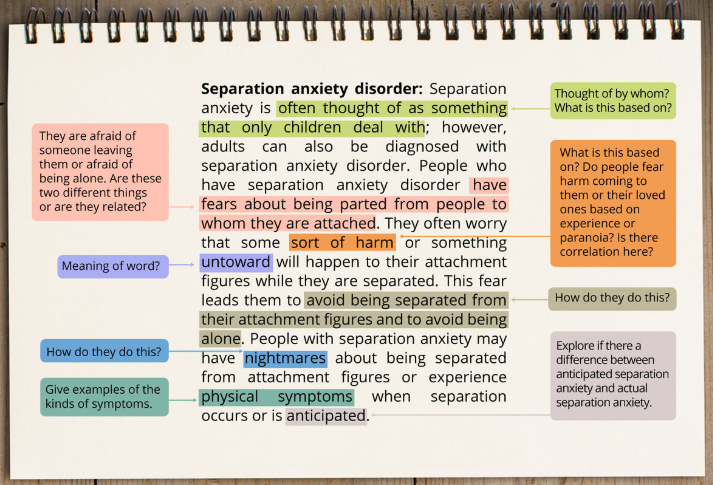 Separation anxiety disorder: Separation
anxiety is often thought of as something
that only children deal with; however,
adults can also be diagnosed with
separation anxiety disorder. People who
have separation anxiety disorder have
fears about being parted from people to
whom they are attached. They often worry
that some sort of harm or something
untoward will happen to their attachment
figures while they are separated. This fear
leads them to avoid being separated from
their attachment figures and to avoid being
alone. People with separation anxiety may
have nightmares about being separated
from attachment figures or experience
physical symptoms when separation
occurs or is anticipated.
They are afraid of
someone leaving
them or afraid of
being alone. Are these
two different things
or are they related?
Meaning of word?
How do they do this?
Give examples of the
kinds of symptoms.
Thought of by whom?
What is this based on?
What is this based
on? Do people fear
harm coming to
them or their loved
ones based on
experience or
paranoia? Is there
correlation here?
How do they do this?
Explore if there a
difference between
anticipated separation
anxiety and actual
separation anxiety.